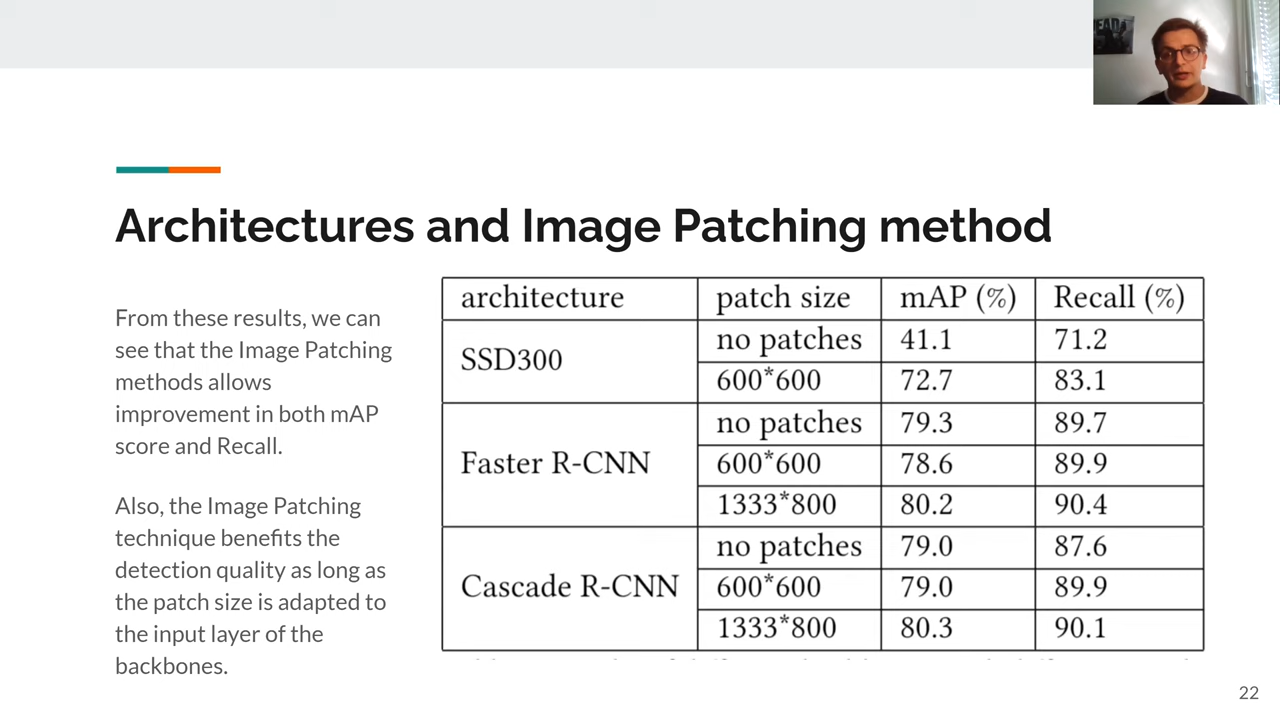 Architectures and Image Patching method
From these results, we can
see that the Image Patching
methods allows
improvement in both mAP
score and Recall.
Also, the Image Patching
technique benefits the
detection quality as long as
the patch size is adapted to
the input layer of the
backbones.
architecture patch size mAP (%) Recall (%)
SSD300
no patches 41.1 71.2
600*600 72.7 83.1
Faster R-CNN
no patches 79.3 89.7
600*600 78.6 89.9
1333*800 80.2 90.4
Cascade R-CNN
no patches 79.0 87.6
600*600 79.0 89.9
1333*800 80.3 90.1
22